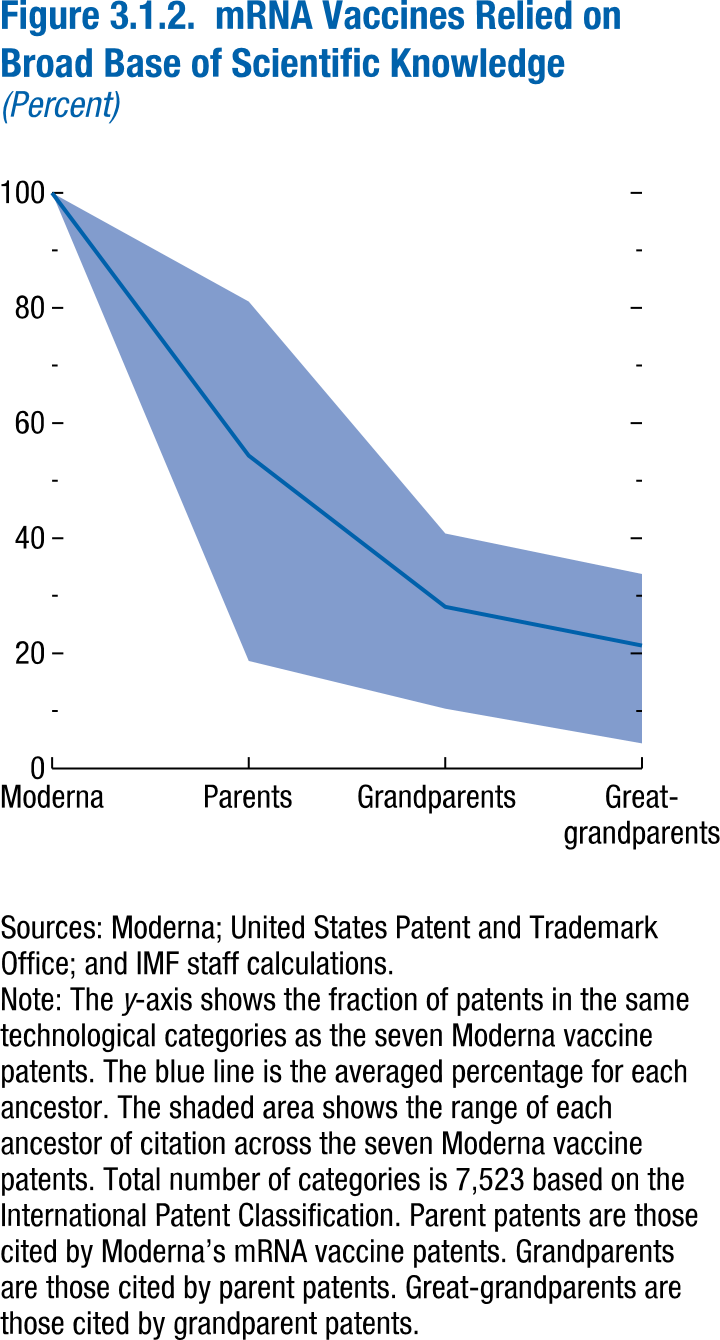 Figure 3.1.2.  mRNA Vaccines Relied on
Broad Base of Scientific Knowledge
(Percent)
100
80
60
40
20
0
Moderna
Parents
Grandparents
Great-
grandparents
Sources: Moderna; United States Patent and Trademark
Office; and IMF staff calculations.
Note: The y-axis shows the fraction of patents in the same
technological categories as the seven Moderna vaccine
patents. The blue line is the averaged percentage for each
ancestor. The shaded area shows the range of each
ancestor of citation across the seven Moderna vaccine
patents. Total number of categories is 7,523 based on the
International Patent Classification. Parent patents are those
cited by Moderna’s mRNA vaccine patents. Grandparents
are those cited by parent patents. Great-grandparents are
those cited by grandparent patents.